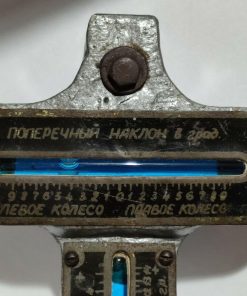 ПОПЕРЕЧНЫЙ НАКЛОН В град.
9 8 7 6 5 4 3 2 1 0 1 2 3 4 5 6 7 8 9
ЛЕВОЕ КОЛЕСО ПРАВОЕ КОЛЕСО